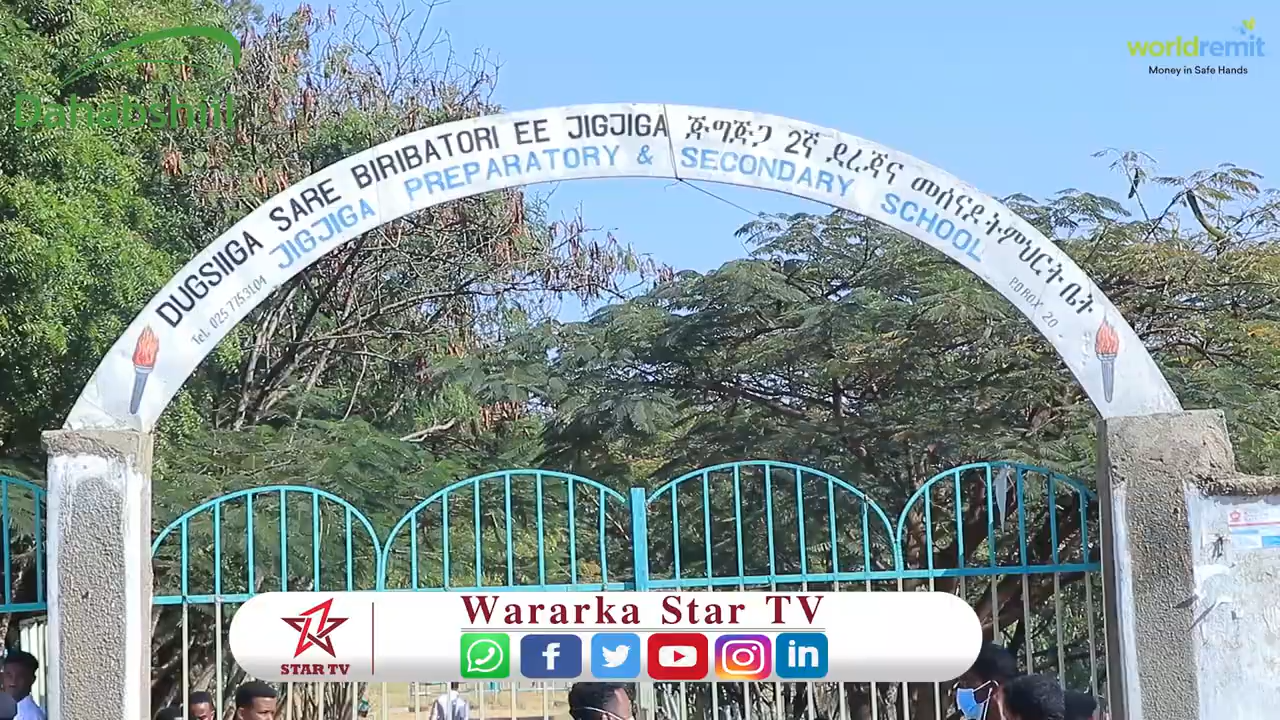 Dahabshiil
worldremit
Money in Safe Hands
DUGSIIGA SARE BIRIBATORI EE JIGJIGA ጅግጅጋ 2ኛ ደረጃና መሰናዶ ትምህርት ቤት
JIGJIGA PREPARATORY & SECONDARY SCHOOL
Tel. 025 775 3104
P.O BOX 20
Wararka Star TV
STAR TV